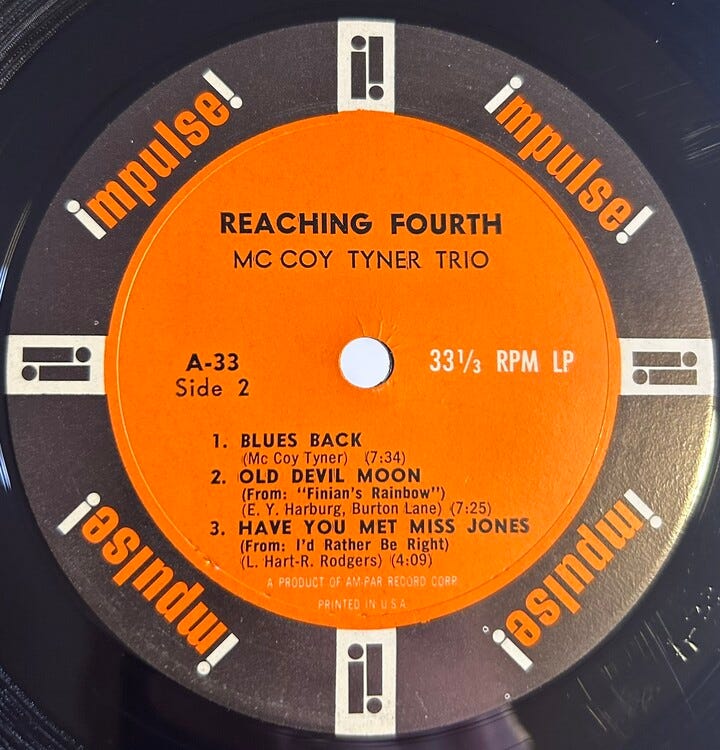 impulse!
impulse!
REACHING FOURTH
MC COY TYNER TRIO
A-33
Side 2
33 1/3 RPM LP
1. BLUES BACK
(Mc Coy Tyner) (7:34)
2. OLD DEVIL MOON
(From: "Finian's Rainbow")
(E. Y. Harburg, Burton Lane) (7:25)
3. HAVE YOU MET MISS JONES
(From: I'd Rather Be Right)
(L. Hart-R. Rodgers) (4:09)
A PRODUCT OF AM-PAR RECORD CORP.
PRINTED IN U.S.A.
impulse!
impulse!